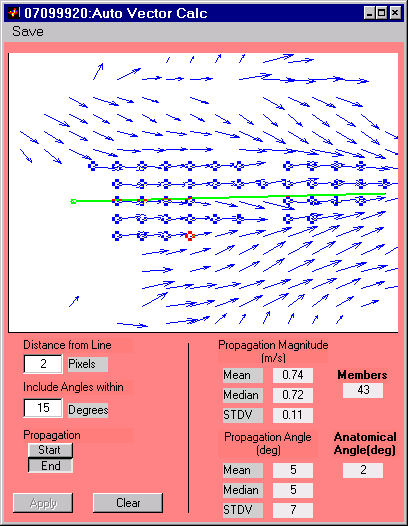 07099920:Auto Vector Calc
Save
Distance from Line
2 Pixels
Include Angles within
15 Degrees
Propagation
Start
End
Apply Clear
Propagation Magnitude
(m/s)
Mean 0.74
Median 0.72
STDV 0.11
Members
43
Propagation Angle
(deg)
Mean 5
Median 5
STDV 7
Anatomical
Angle(deg)
2